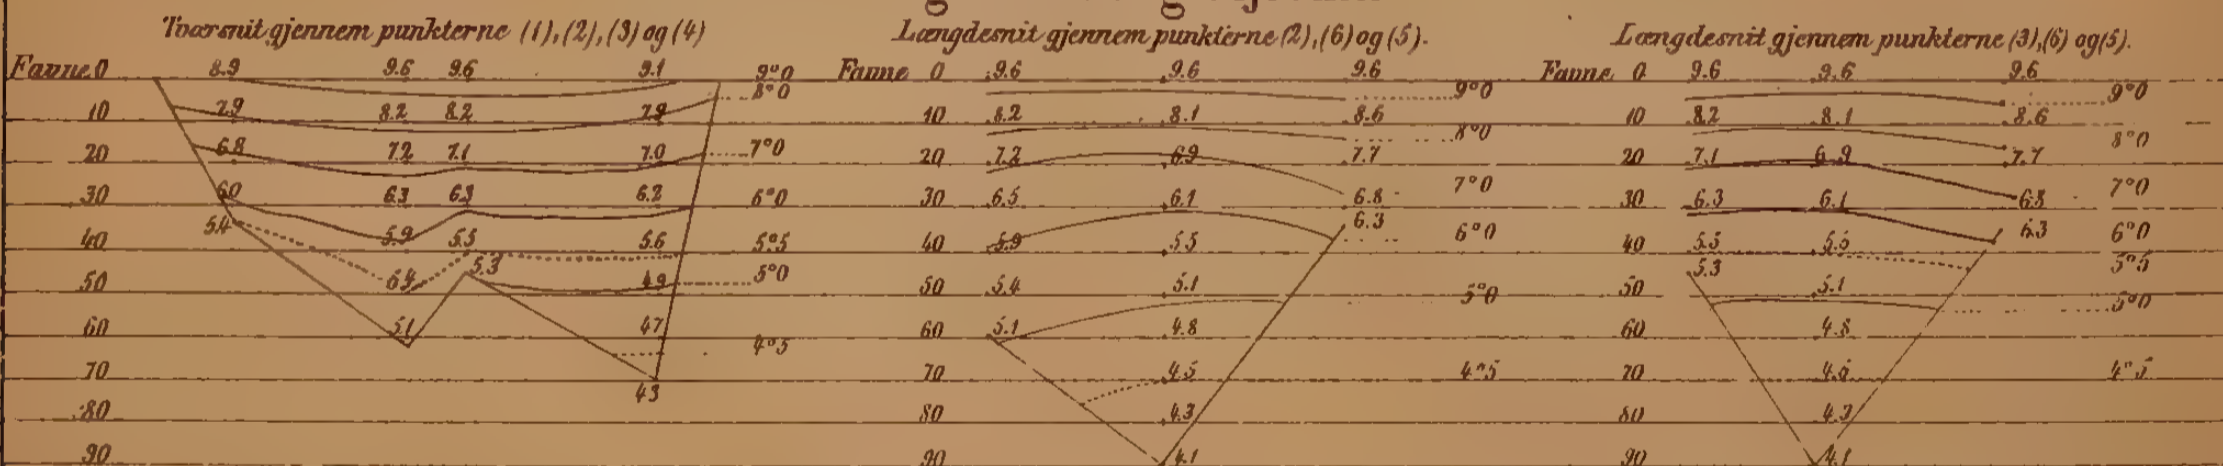 Tværsnit gjennem punkterne (1),(2),(3) og (4)
Længdesnit gjennem punkterne (2),(6) og (5).
Længdesnit gjennem punkterne (3),(6) og (5).
Favne 0 8.9 9.6 9.6 9.1 9°0
8°0
10 7.9 8.2 8.2 7.9
20 6.8 7.2 7.1 7.0 7°0
30 6.0 6.3 6.3 6.2 6°0
5.4
40 5.9 5.5 5.6 5°5
5.3
50 5.4 4.9 5°0
60 5.1 4.7
4°5
70
4.3
80
90
Favne 0 9.6 9.6 9.6
9°0
10 8.2 8.1 8.6
8°0
20 7.2 6.9 7.7
7°0
30 6.5 6.1 6.8
6.3
6°0
40 5.9 5.5
50 5.4 5.1 5°0
60 5.1 4.8
70 4.5 4°5
80 4.3
90 4.1
Favne 0 9.6 9.6 9.6
9°0
10 8.2 8.1 8.6
8°0
20 7.1 6.9 7.7
7°0
30 6.3 6.1 6.8
6.3 6°0
40 5.5 5.5
5°5
5.3
50 5.1
5°0
60 4.8
70 4.5 4°5
80 4.3
90 4.1